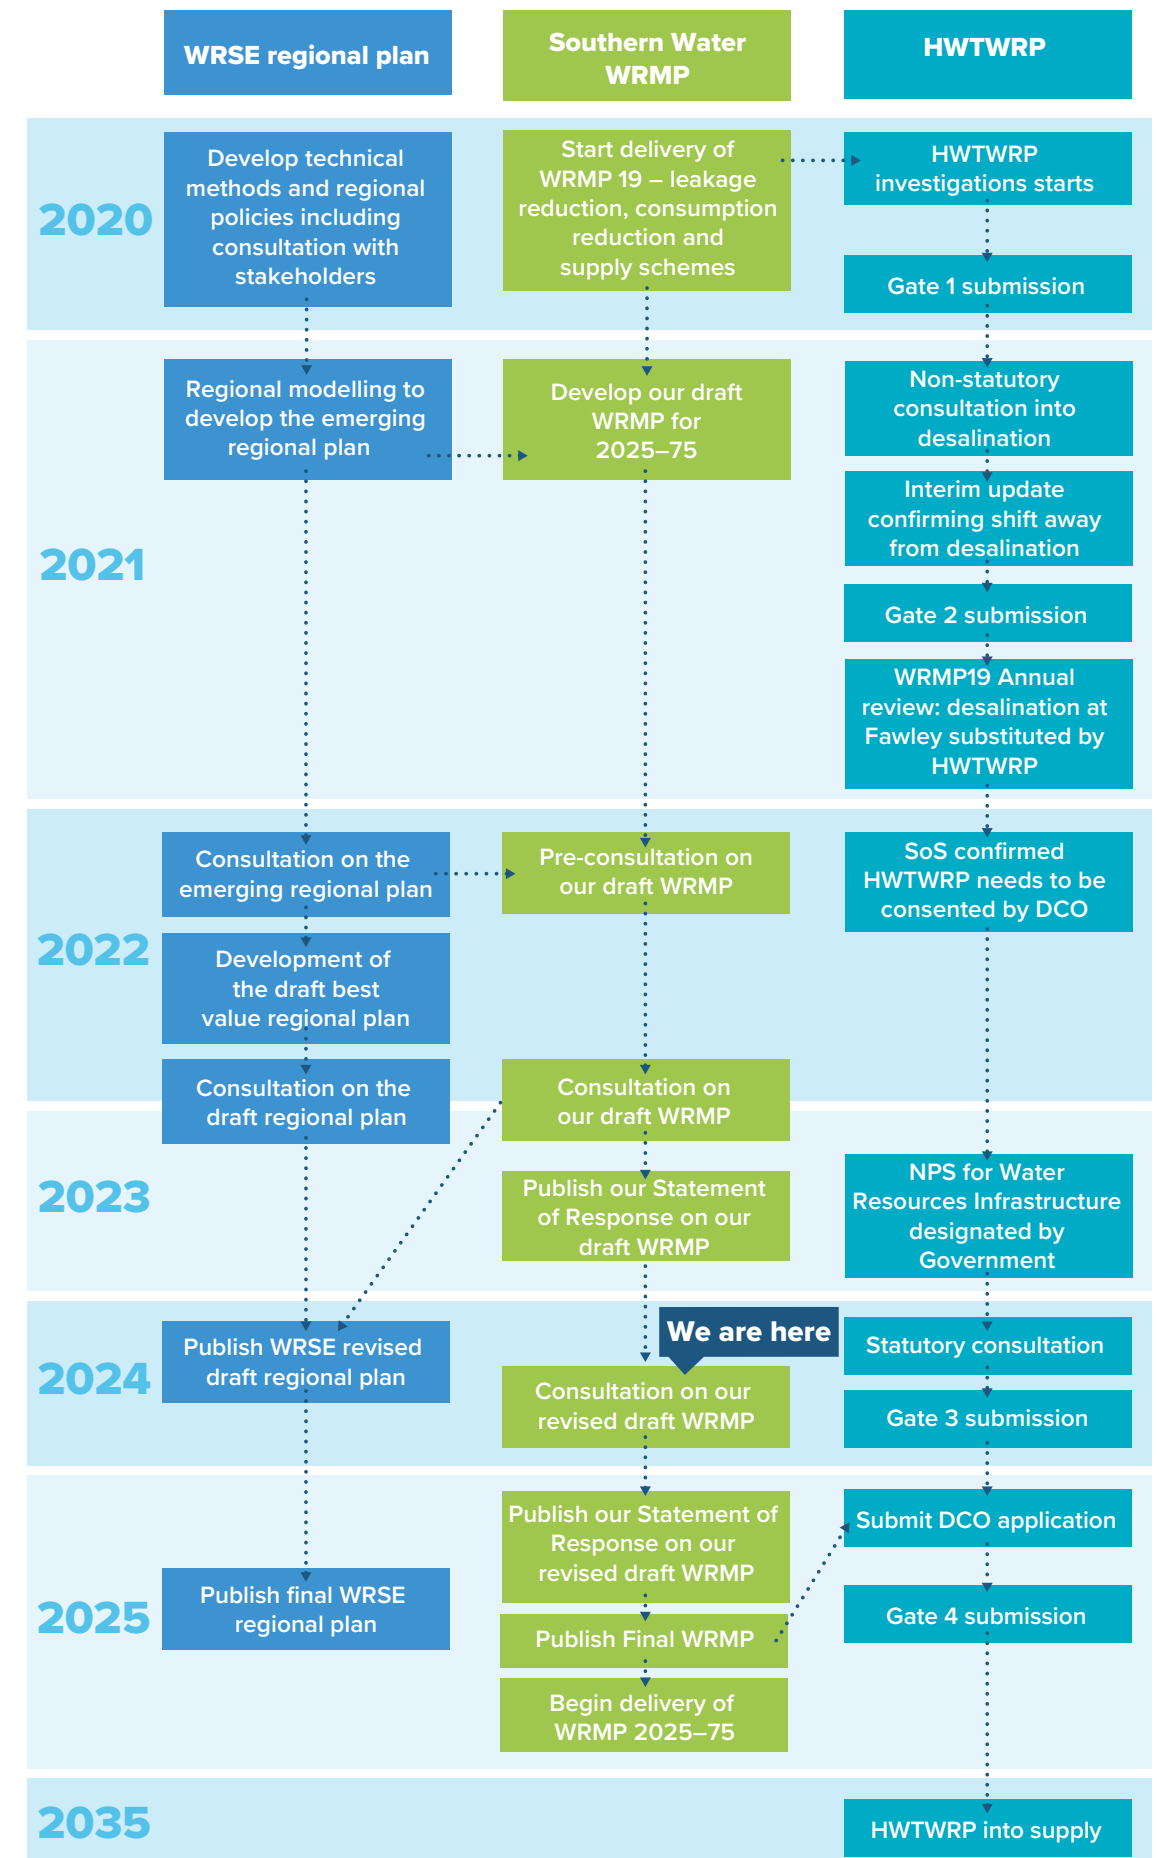 WRSE regional plan
Southern Water
WRMP
HWTWRP
2020
Develop technical
methods and regional
policies including
consultation with
stakeholders
Start delivery of
WRMP 19 – leakage
reduction, consumption
reduction and
supply schemes
HWTWRP
investigations starts
Gate 1 submission
2021
Regional modelling to
develop the emerging
regional plan
Develop our draft
WRMP for
2025–75
Non-statutory
consultation into
desalination
Interim update
confirming shift away
from desalination
Gate 2 submission
WRMP19 Annual
review: desalination at
Fawley substituted by
HWTWRP
2022
Consultation on the
emerging regional plan
Development of
the draft best
value regional plan
Consultation on the
draft regional plan
Pre-consultation on
our draft WRMP
Consultation on
our draft WRMP
SoS confirmed
HWTWRP needs to be
consented by DCO
2023
Publish our Statement
of Response on our
draft WRMP
NPS for Water
Resources Infrastructure
designated by
Government
2024
Publish WRSE revised
draft regional plan
We are here
Consultation on our
revised draft WRMP
Statutory consultation
Gate 3 submission
2025
Publish final WRSE
regional plan
Publish our Statement of
Response on our
revised draft WRMP
Publish Final WRMP
Begin delivery of
WRMP 2025–75
Submit DCO application
Gate 4 submission
2035
HWTWRP into supply